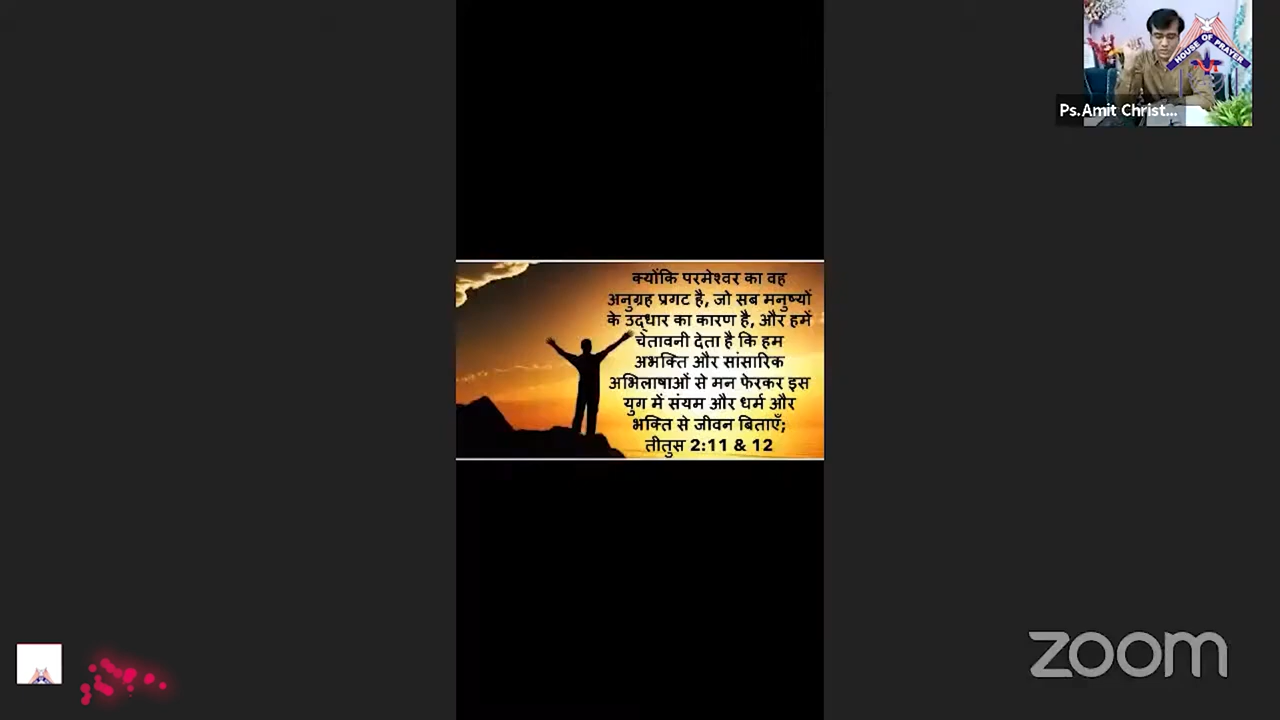 HOUSE OF PRAYER
Ps.Amit Christ...
क्योंकि परमेश्वर का वह
अनुग्रह प्रगट है, जो सब मनुष्यों
के उद्धार का कारण है, और हमें
चेतावनी देता है कि हम
अभक्ति और सांसारिक
अभिलाषाओं से मन फेरकर इस
युग में संयम और धर्म और
भक्ति से जीवन बिताएँ;
तीतुस 2:11 & 12
zoom